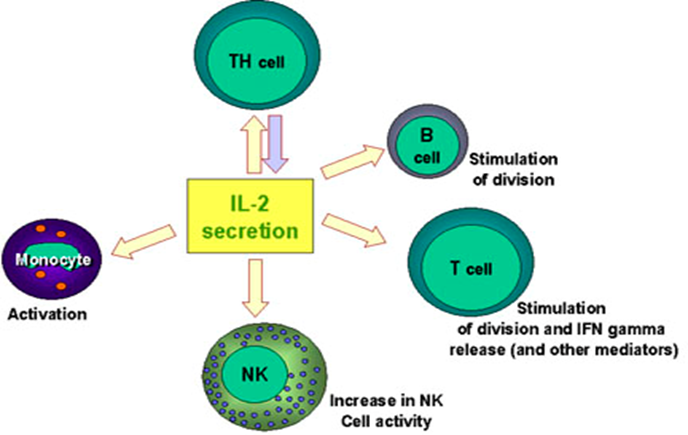 TH cell
B
cell
Stimulation
of division
IL-2
secretion
Monocyte
Activation
T cell
Stimulation
of division and IFN gamma
release (and other mediators)
NK
Increase in NK
Cell activity